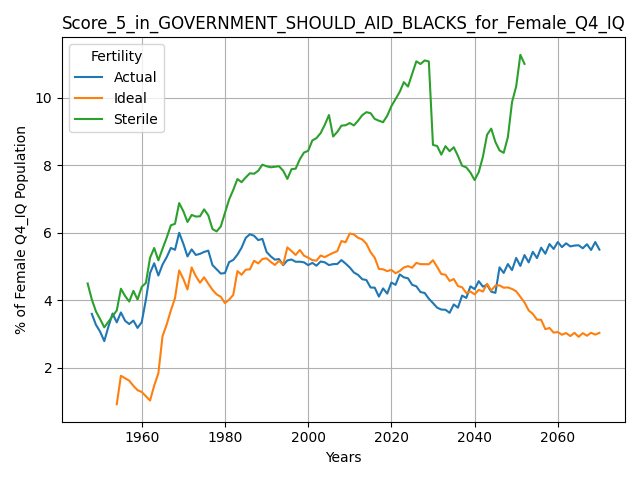 Score_5_in_GOVERNMENT_SHOULD_AID_BLACKS_for_Female_Q4_IQ
Fertility
Actual
Ideal
Sterile
% of Female Q4_IQ Population
10
8
6
4
2
1960 1980 2000 2020 2040 2060
Years